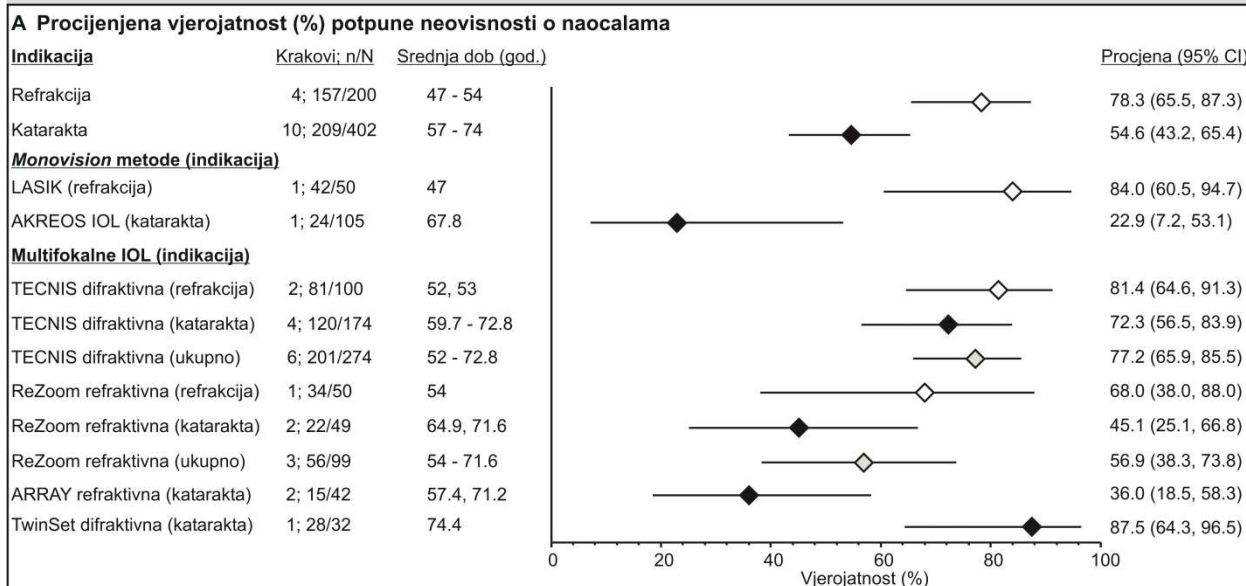 A Procijenjena vjerojatnost (%) potpune neovisnosti o naocalama
Indikacija Krakovi; n/N Srednja dob (god.) Procjena (95% CI)
Refrakcija 4; 157/200 47 - 54 78.3 (65.5, 87.3)
Katarakta 10; 209/402 57 - 74 54.6 (43.2, 65.4)
Monovision metode (indikacija)
LASIK (refrakcija) 1; 42/50 47 84.0 (60.5, 94.7)
AKREOS IOL (katarakta) 1; 24/105 67.8 22.9 (7.2, 53.1)
Multifokalne IOL (indikacija)
TECNIS difraktivna (refrakcija) 2; 81/100 52, 53 81.4 (64.6, 91.3)
TECNIS difraktivna (katarakta) 4; 120/174 59.7 - 72.8 72.3 (56.5, 83.9)
TECNIS difraktivna (ukupno) 6; 201/274 52 - 72.8 77.2 (65.9, 85.5)
ReZoom refraktivna (refrakcija) 1; 34/50 54 68.0 (38.0, 88.0)
ReZoom refraktivna (katarakta) 2; 22/49 64.9, 71.6 45.1 (25.1, 66.8)
ReZoom refraktivna (ukupno) 3; 56/99 54 - 71.6 56.9 (38.3, 73.8)
ARRAY refraktivna (katarakta) 2; 15/42 57.4, 71.2 36.0 (18.5, 58.3)
TwinSet difraktivna (katarakta) 1; 28/32 74.4 87.5 (64.3, 96.5)
0 20 40 60 80 100
Vjerojatnost (%)